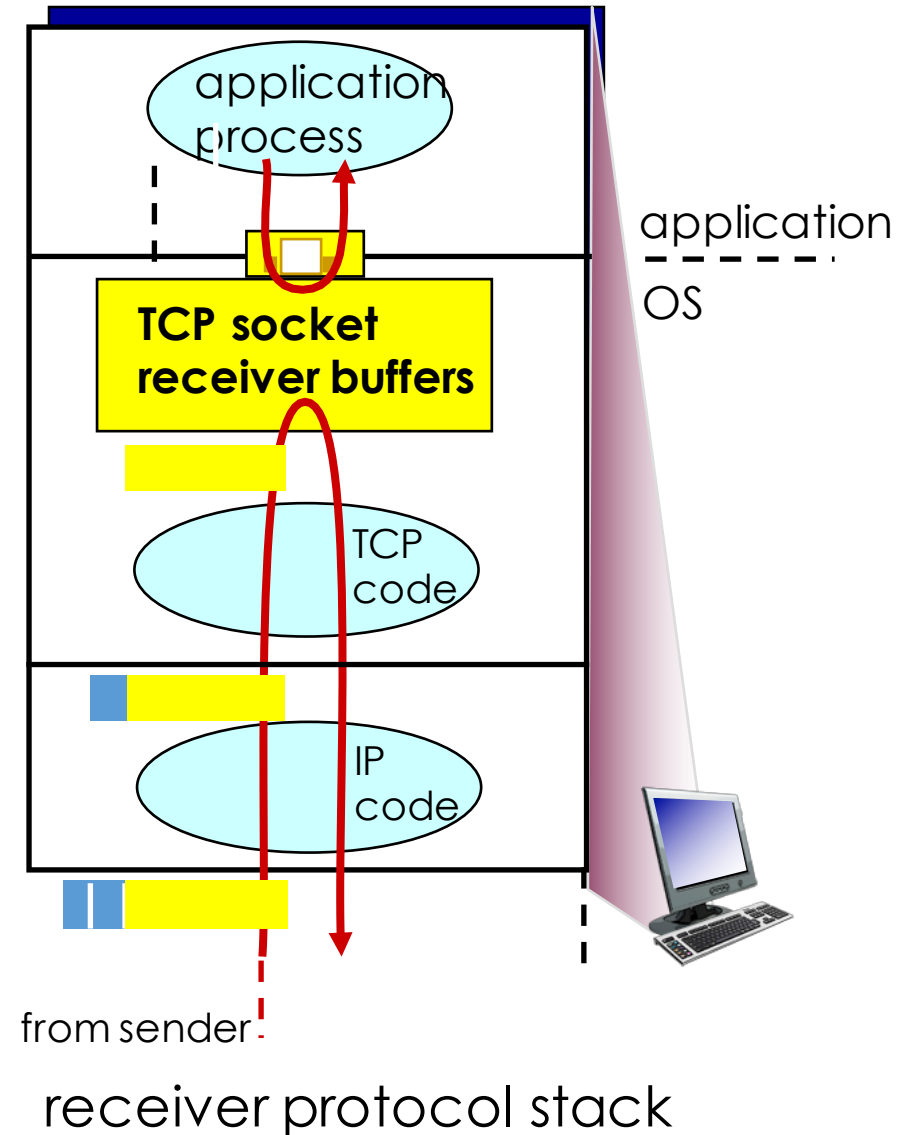 application
process
application
OS
TCP socket
receiver buffers
TCP
code
IP
code
from sender
receiver protocol stack